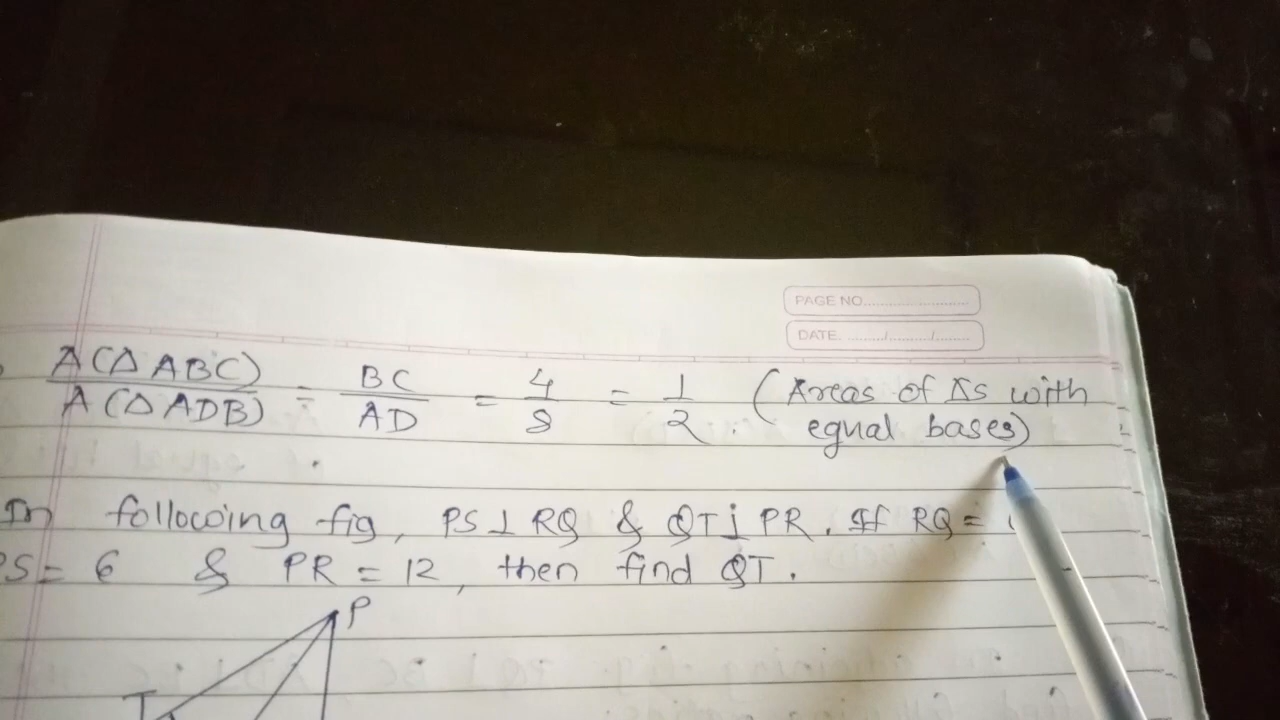 PAGE NO.......................
DATE. ......../........./.........
A(Δ ABC) / A(Δ ADB) = BC / AD = 4 / 8 = 1 / 2 . (Areas of Δs with equal bases)
In following fig, PS ⊥ RQ & QT ⊥ PR. If RQ =
PS = 6 & PR = 12, then find QT.
P
T